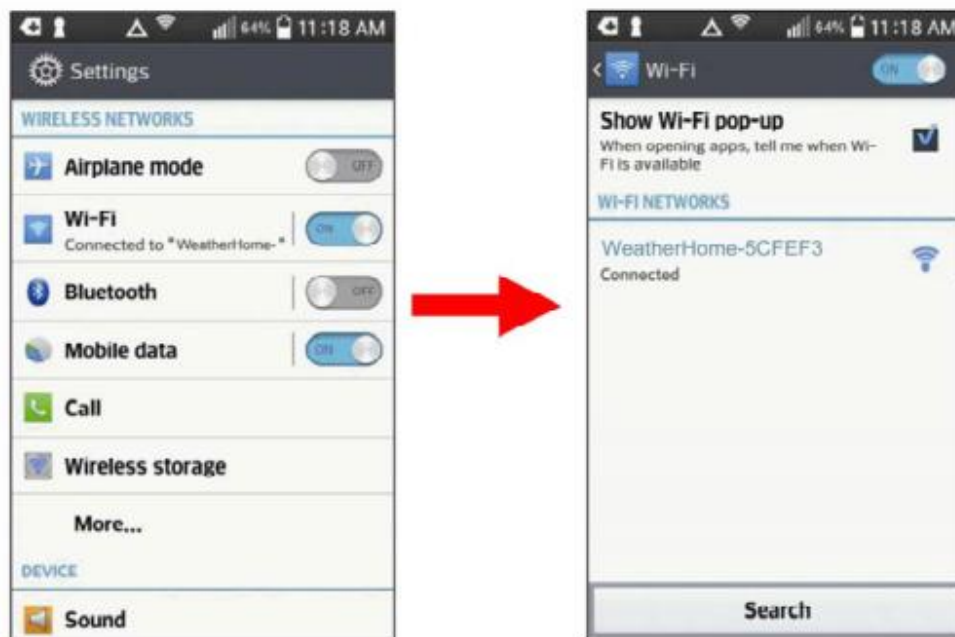 64% 11:18 AM
Settings
WIRELESS NETWORKS
Airplane mode OFF
Wi-Fi
Connected to "WeatherHome-" ON
Bluetooth OFF
Mobile data ON
Call
Wireless storage
More...
DEVICE
Sound
64% 11:18 AM
Wi-Fi ON
Show Wi-Fi pop-up
When opening apps, tell me when Wi-
Fi is available
WI-FI NETWORKS
WeatherHome-5CFEF3
Connected
Search